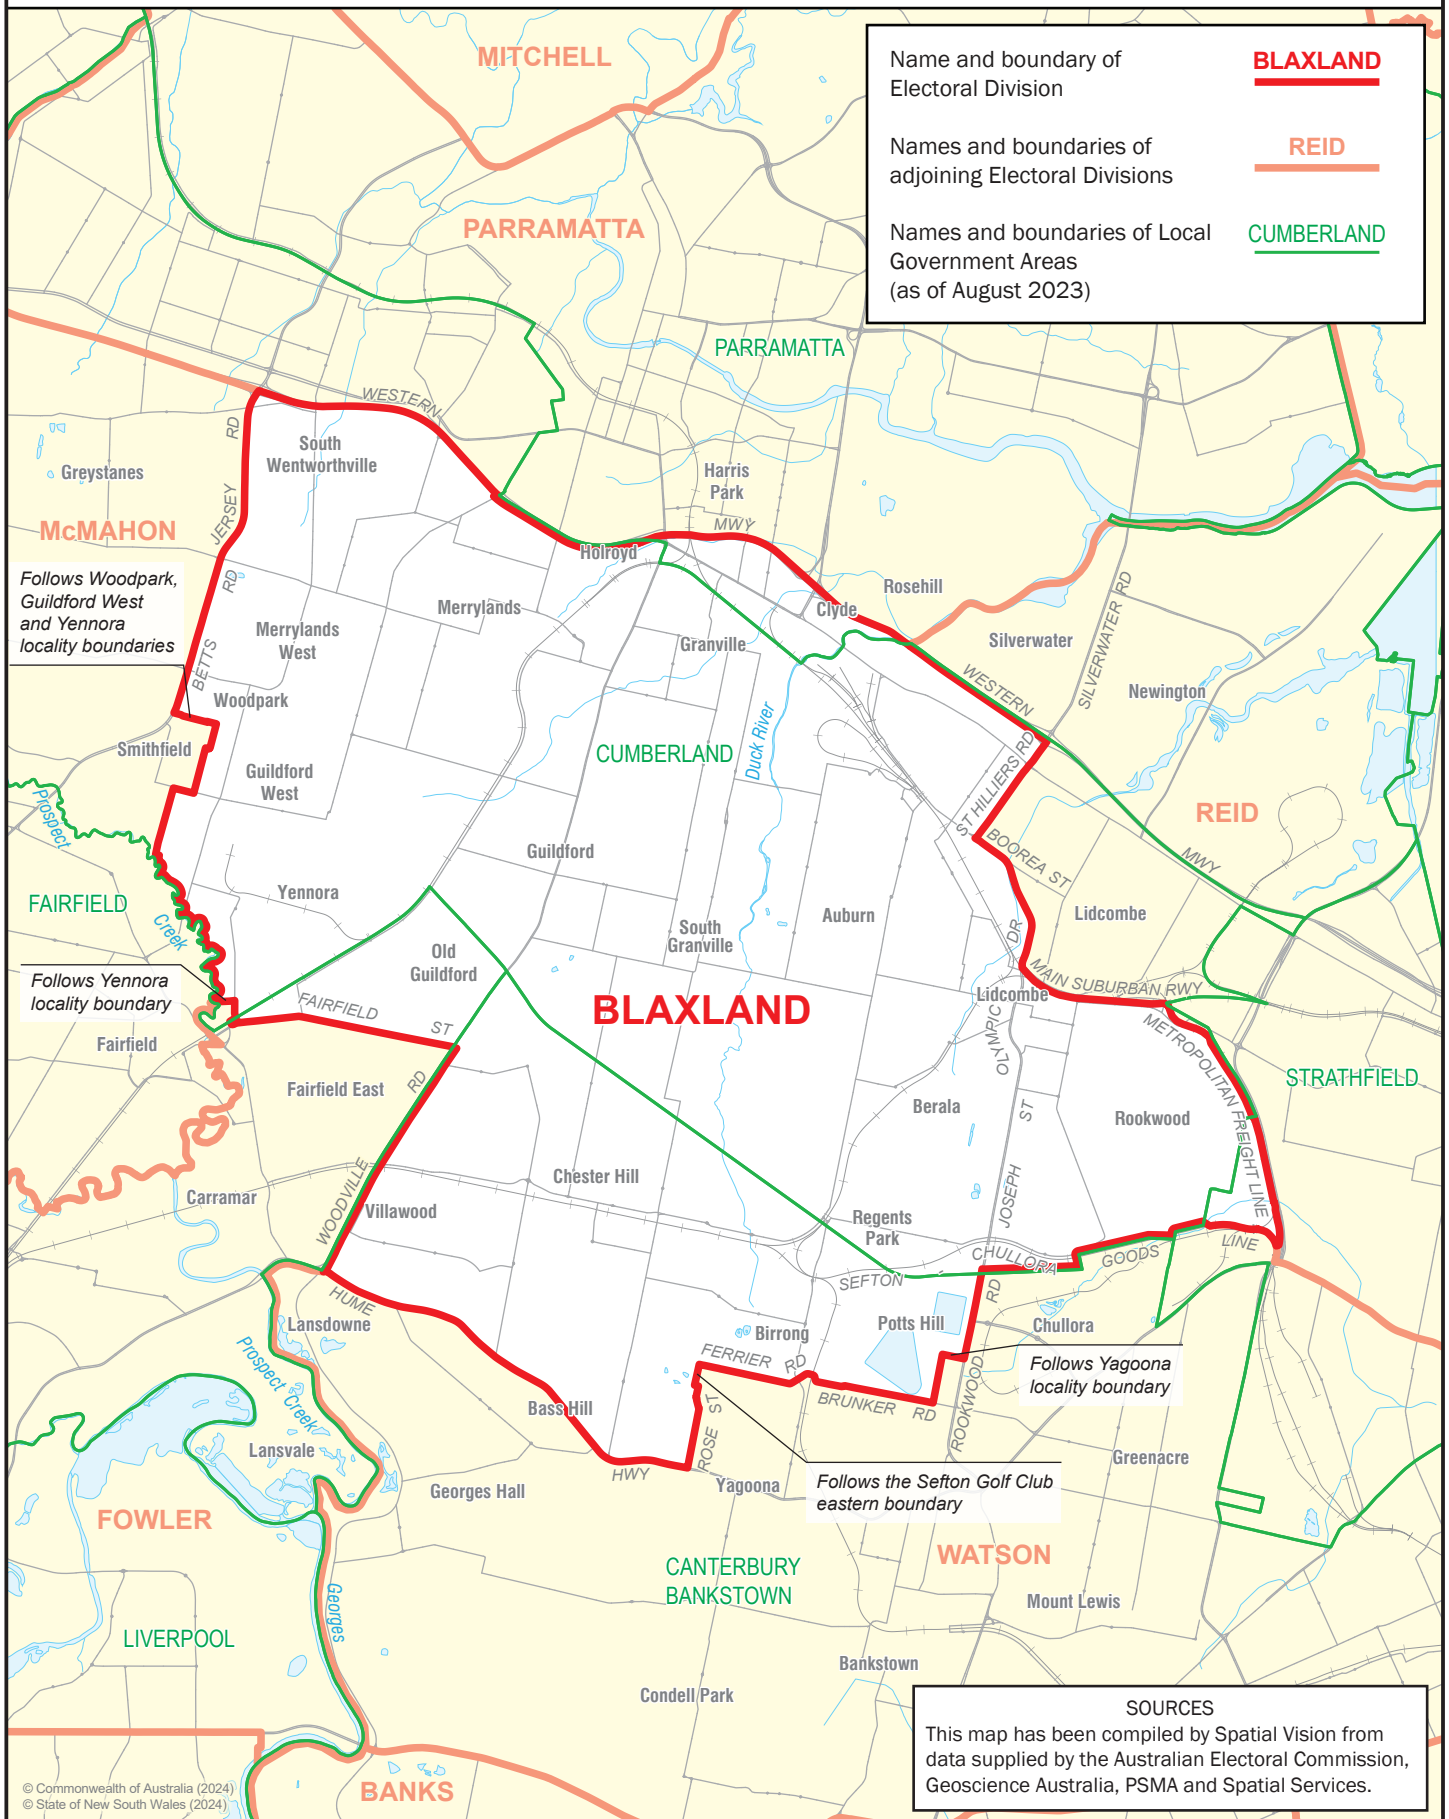 MITCHELL
Name and boundary of
Electoral Division
BLAXLAND
Names and boundaries of
adjoining Electoral Divisions
REID
Names and boundaries of Local
Government Areas
(as of August 2023)
CUMBERLAND
PARRAMATTA
PARRAMATTA
WESTERN
RD
South
Wentworthville
Greystanes
Harris
Park
McMAHON
JERSEY
MWY
Holroyd
Follows Woodpark,
Guildford West
and Yennora
locality boundaries
RD
Merrylands
Clyde
Rosehill
SILVERWATER RD
Silverwater
Merrylands
West
Granville
BETTS
Woodpark
WESTERN
Newington
Smithfield
CUMBERLAND
Duck River
ST HILLIERS RD
Guildford
West
Prospect
REID
Guildford
BOOREA ST
MWY
Yennora
FAIRFIELD
Creek
Auburn
Lidcombe
South
Granville
DR
Old
Guildford
Follows Yennora
locality boundary
MAIN SUBURBAN RWY
Lidcombe
FAIRFIELD
ST
BLAXLAND
OLYMPIC
METROPOLITAN FREIGHT LINE
Fairfield
Fairfield East
RD
STRATHFIELD
Berala
ST
Rookwood
Chester Hill
Carramar
WOODVILLE
Villawood
JOSEPH
Regents
Park
CHULLORA
GOODS
LINE
SEFTON
RD
HUME
Lansdowne
Birrong
Potts Hill
Chullora
Prospect Creek
FERRIER
RD
Follows Yagoona
locality boundary
BRUNKER
RD
ROOKWOOD
Bass Hill
ROSE ST
Lansvale
Greenacre
HWY
Yagoona
Georges Hall
Follows the Sefton Golf Club
eastern boundary
FOWLER
WATSON
CANTERBURY
BANKSTOWN
Georges
Mount Lewis
LIVERPOOL
Bankstown
Condell Park
SOURCES
This map has been compiled by Spatial Vision from
data supplied by the Australian Electoral Commission,
Geoscience Australia, PSMA and Spatial Services.
BANKS
© Commonwealth of Australia (2024)
© State of New South Wales (2024)